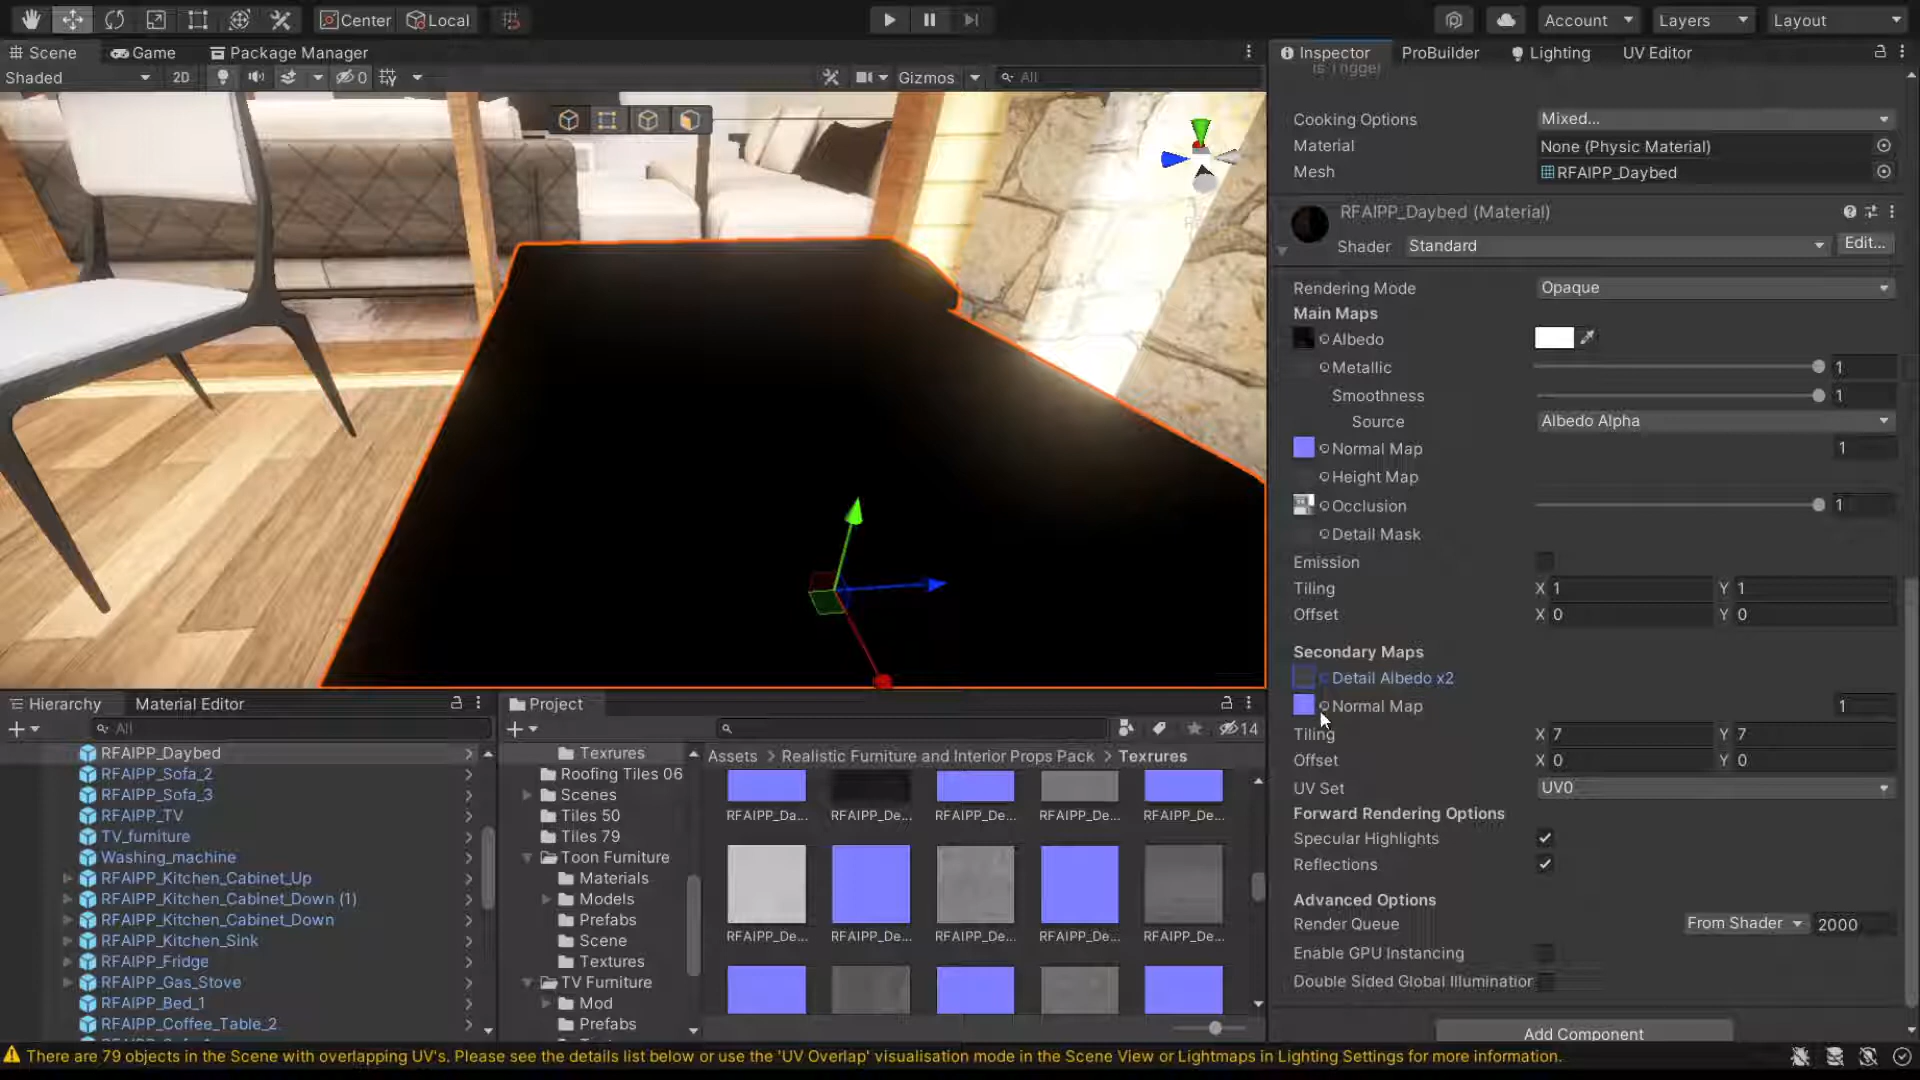 Center
Local
Account
Layers
Layout
Scene
Game
Package Manager
Inspector
ProBuilder
Lighting
UV Editor
Shaded
2D
0
Gizmos
All
Is Trigger
Cooking Options
Mixed...
Material
None (Physic Material)
Mesh
RFAIPP_Daybed
RFAIPP_Daybed (Material)
Shader
Standard
Edit...
Rendering Mode
Opaque
Main Maps
Albedo
Metallic
1
Smoothness
1
Source
Albedo Alpha
Normal Map
1
Height Map
Occlusion
1
Detail Mask
Emission
Tiling
X 1
Y 1
Offset
X 0
Y 0
Secondary Maps
Detail Albedo x2
Normal Map
1
Tiling
X 7
Y 7
Offset
X 0
Y 0
UV Set
UV0
Forward Rendering Options
Specular Highlights
Reflections
Advanced Options
Render Queue
From Shader
2000
Enable GPU Instancing
Double Sided Global Illumination
Add Component
Hierarchy
Material Editor
All
RFAIPP_Daybed
RFAIPP_Sofa_2
RFAIPP_Sofa_3
RFAIPP_TV
TV_furniture
Washing_machine
RFAIPP_Kitchen_Cabinet_Up
RFAIPP_Kitchen_Cabinet_Down (1)
RFAIPP_Kitchen_Cabinet_Down
RFAIPP_Kitchen_Sink
RFAIPP_Fridge
RFAIPP_Gas_Stove
RFAIPP_Bed_1
RFAIPP_Coffee_Table_2
Project
14
Texrures
Roofing Tiles 06
Scenes
Tiles 50
Tiles 79
Toon Furniture
Materials
Models
Prefabs
Scene
Textures
TV Furniture
Mod
Prefabs
Assets > Realistic Furniture and Interior Props Pack > Texrures
RFAIPP_Da...
RFAIPP_De...
RFAIPP_De...
RFAIPP_De...
RFAIPP_De...
RFAIPP_De...
RFAIPP_De...
RFAIPP_De...
RFAIPP_De...
RFAIPP_De...
There are 79 objects in the Scene with overlapping UV's. Please see the details list below or use the 'UV Overlap' visualisation mode in the Scene View or Lightmaps in Lighting Settings for more information.